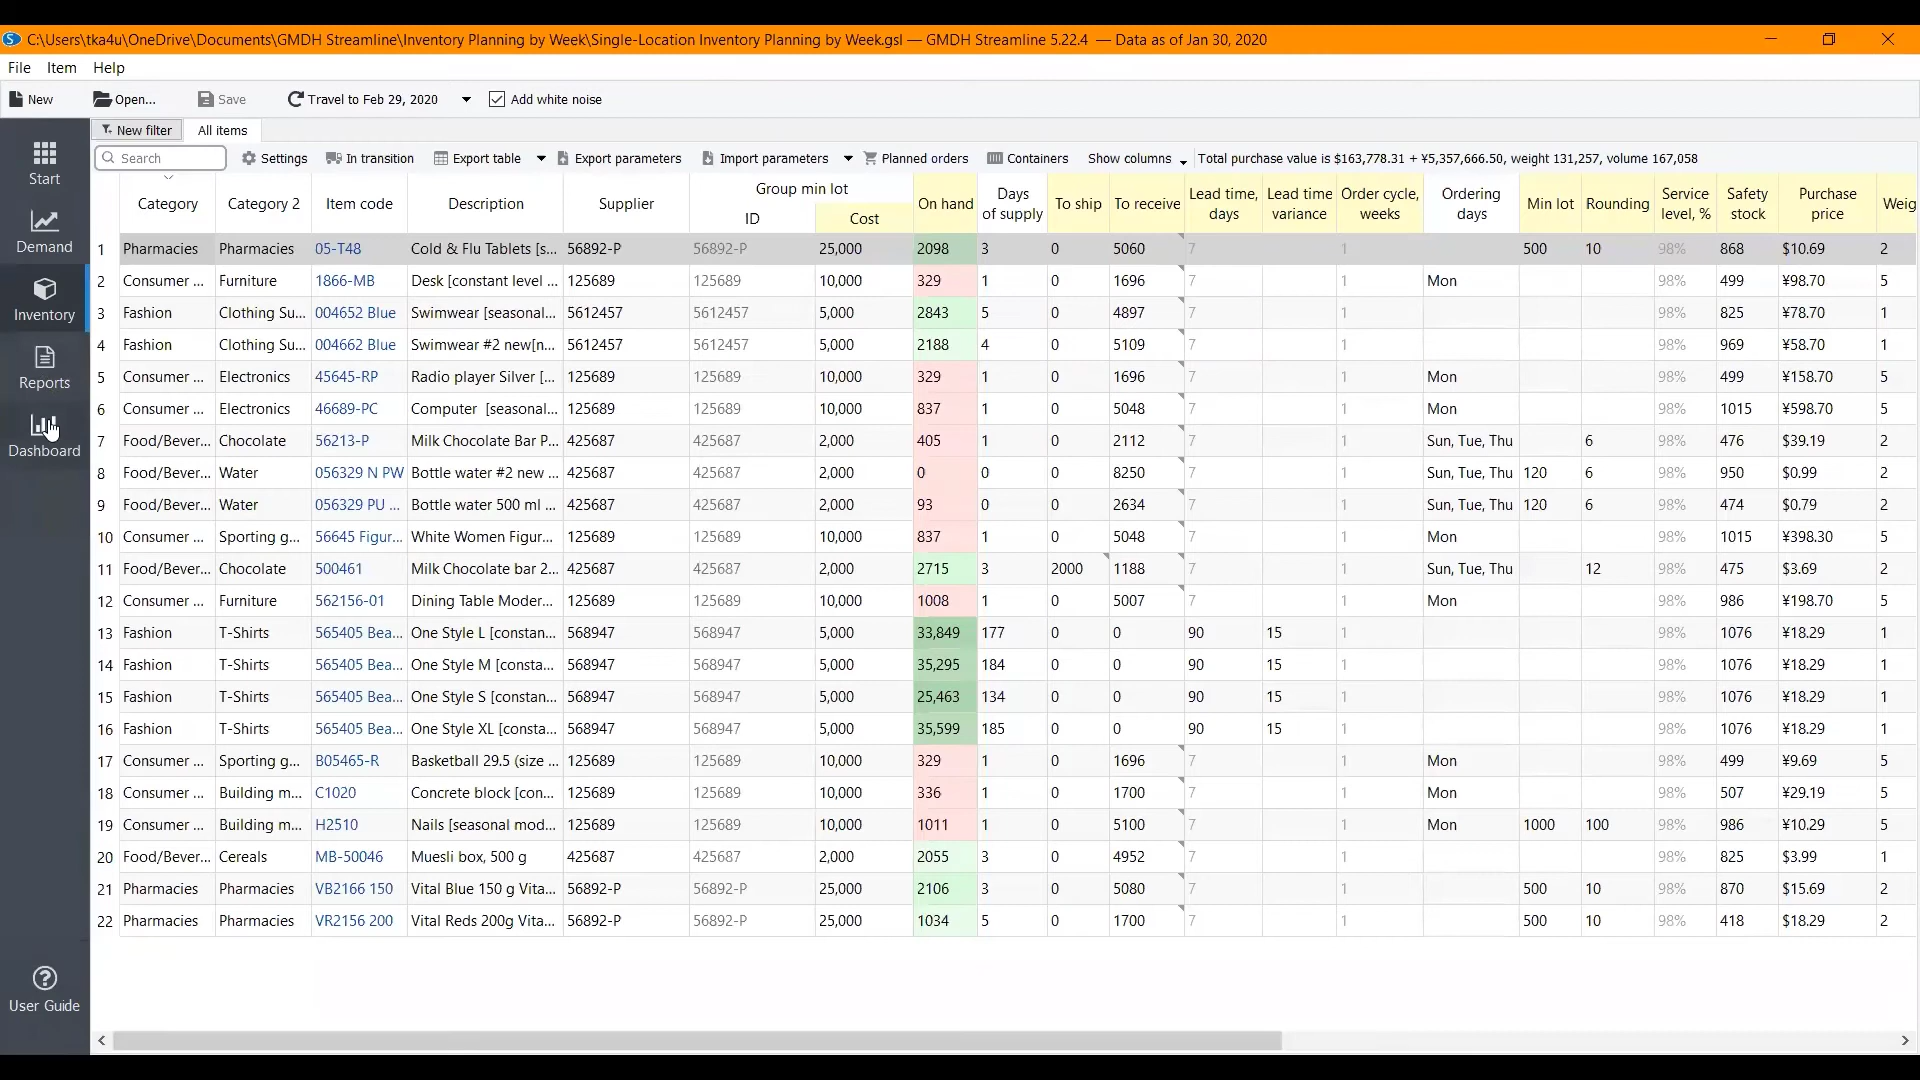 C:\Users\tka4u\OneDrive\Documents\GMDH Streamline\Inventory Planning by Week\Single-Location Inventory Planning by Week.gsl — GMDH Streamline 5.22.4 — Data as of Jan 30, 2020
File Item Help
New Open... Save Travel to Feb 29, 2020 Add white noise
New filter All items
Search Settings In transition Export table Export parameters Import parameters Planned orders Containers Show columns Total purchase value is $163,778.31 + ¥5,357,666.50, weight 131,257, volume 167,058
Start
Demand
Inventory
Reports
Dashboard
User Guide
Category Category 2 Item code Description Supplier Group min lot ID Cost On hand Days of supply To ship To receive Lead time, days Lead time variance Order cycle, weeks Ordering days Min lot Rounding Service level, % Safety stock Purchase price Weig
1 Pharmacies Pharmacies 05-T48 Cold & Flu Tablets [s... 56892-P 56892-P 25,000 2098 3 0 5060 7 1 500 10 98% 868 $10.69 2
2 Consumer ... Furniture 1866-MB Desk [constant level ... 125689 125689 10,000 329 1 0 1696 7 1 Mon 98% 499 ¥98.70 5
3 Fashion Clothing Su... 004652 Blue Swimwear [seasonal... 5612457 5612457 5,000 2843 5 0 4897 7 1 98% 825 ¥78.70 1
4 Fashion Clothing Su... 004662 Blue Swimwear #2 new[n... 5612457 5612457 5,000 2188 4 0 5109 7 1 98% 969 ¥58.70 1
5 Consumer ... Electronics 45645-RP Radio player Silver [... 125689 125689 10,000 329 1 0 1696 7 1 Mon 98% 499 ¥158.70 5
6 Consumer ... Electronics 46689-PC Computer [seasonal... 125689 125689 10,000 837 1 0 5048 7 1 Mon 98% 1015 ¥598.70 5
7 Food/Bever... Chocolate 56213-P Milk Chocolate Bar P... 425687 425687 2,000 405 1 0 2112 7 1 Sun, Tue, Thu 6 98% 476 $39.19 2
8 Food/Bever... Water 056329 N PW Bottle water #2 new ... 425687 425687 2,000 0 0 0 8250 7 1 Sun, Tue, Thu 120 6 98% 950 $0.99 2
9 Food/Bever... Water 056329 PU ... Bottle water 500 ml ... 425687 425687 2,000 93 0 0 2634 7 1 Sun, Tue, Thu 120 6 98% 474 $0.79 2
10 Consumer ... Sporting g... 56645 Figur... White Women Figur... 125689 125689 10,000 837 1 0 5048 7 1 Mon 98% 1015 ¥398.30 5
11 Food/Bever... Chocolate 500461 Milk Chocolate bar 2... 425687 425687 2,000 2715 3 2000 1188 7 1 Sun, Tue, Thu 12 98% 475 $3.69 2
12 Consumer ... Furniture 562156-01 Dining Table Moder... 125689 125689 10,000 1008 1 0 5007 7 1 Mon 98% 986 ¥198.70 5
13 Fashion T-Shirts 565405 Bea... One Style L [constan... 568947 568947 5,000 33,849 177 0 0 90 15 1 98% 1076 ¥18.29 1
14 Fashion T-Shirts 565405 Bea... One Style M [consta... 568947 568947 5,000 35,295 184 0 0 90 15 1 98% 1076 ¥18.29 1
15 Fashion T-Shirts 565405 Bea... One Style S [constan... 568947 568947 5,000 25,463 134 0 0 90 15 1 98% 1076 ¥18.29 1
16 Fashion T-Shirts 565405 Bea... One Style XL [consta... 568947 568947 5,000 35,599 185 0 0 90 15 1 98% 1076 ¥18.29 1
17 Consumer ... Sporting g... B05465-R Basketball 29.5 (size ... 125689 125689 10,000 329 1 0 1696 7 1 Mon 98% 499 ¥9.69 5
18 Consumer ... Building m... C1020 Concrete block [con... 125689 125689 10,000 336 1 0 1700 7 1 Mon 98% 507 ¥29.19 5
19 Consumer ... Building m... H2510 Nails [seasonal mod... 125689 125689 10,000 1011 1 0 5100 7 1 Mon 1000 100 98% 986 ¥10.29 5
20 Food/Bever... Cereals MB-50046 Muesli box, 500 g 425687 425687 2,000 2055 3 0 4952 7 1 98% 825 $3.99 1
21 Pharmacies Pharmacies VB2166 150 Vital Blue 150 g Vita... 56892-P 56892-P 25,000 2106 3 0 5080 7 1 500 10 98% 870 $15.69 2
22 Pharmacies Pharmacies VR2156 200 Vital Reds 200g Vita... 56892-P 56892-P 25,000 1034 5 0 1700 7 1 500 10 98% 418 $18.29 2